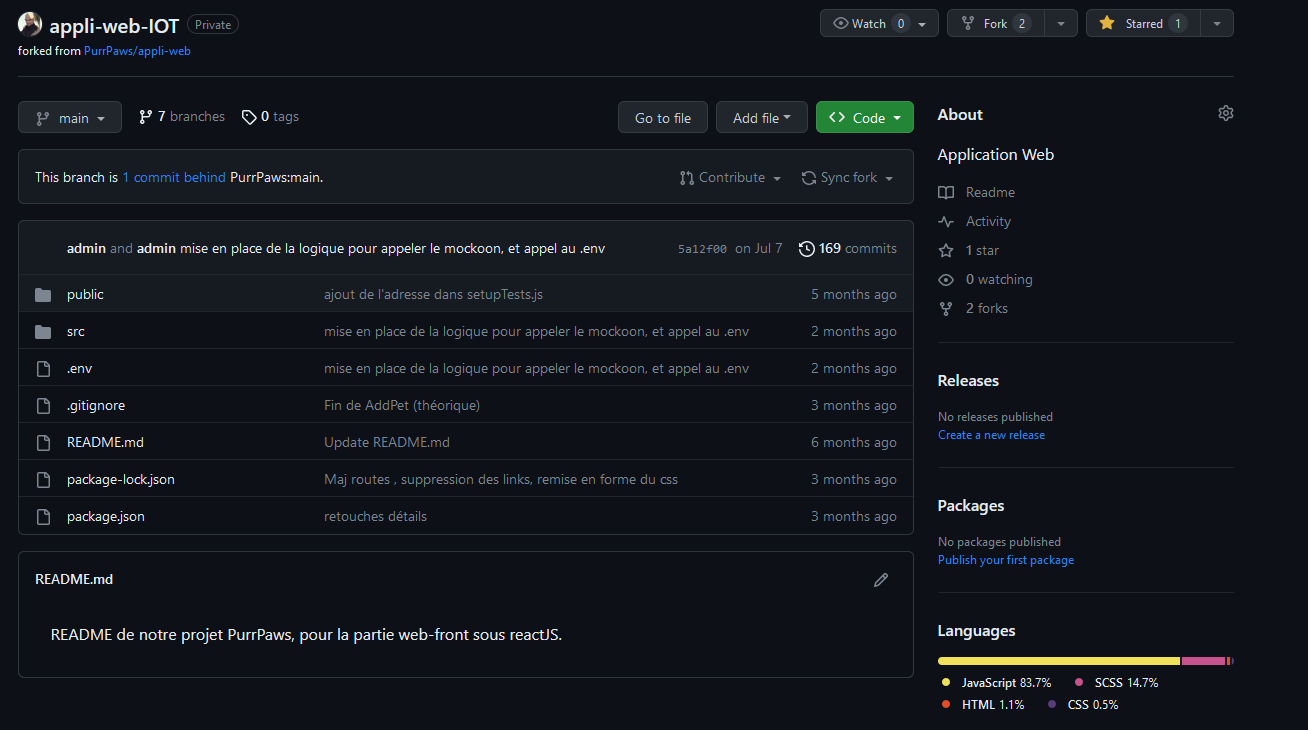 appli-web-IOT Private
Watch 0 Fork 2 Starred 1
forked from PurrPaws/appli-web
main 7 branches 0 tags Go to file Add file Code
This branch is 1 commit behind PurrPaws:main. Contribute Sync fork
admin and admin mise en place de la logique pour appeler le mockoon, et appel au .env 5a12f00 on Jul 7 169 commits
public ajout de l'adresse dans setupTests.js 5 months ago
src mise en place de la logique pour appeler le mockoon, et appel au .env 2 months ago
.env mise en place de la logique pour appeler le mockoon, et appel au .env 2 months ago
.gitignore Fin de AddPet (théorique) 3 months ago
README.md Update README.md 6 months ago
package-lock.json Maj routes , suppression des links, remise en forme du css 3 months ago
package.json retouches détails 3 months ago
README.md
README de notre projet PurrPaws, pour la partie web-front sous reactJS.
About
Application Web
Readme
Activity
1 star
0 watching
2 forks
Releases
No releases published
Create a new release
Packages
No packages published
Publish your first package
Languages
JavaScript 83.7% SCSS 14.7%
HTML 1.1% CSS 0.5%